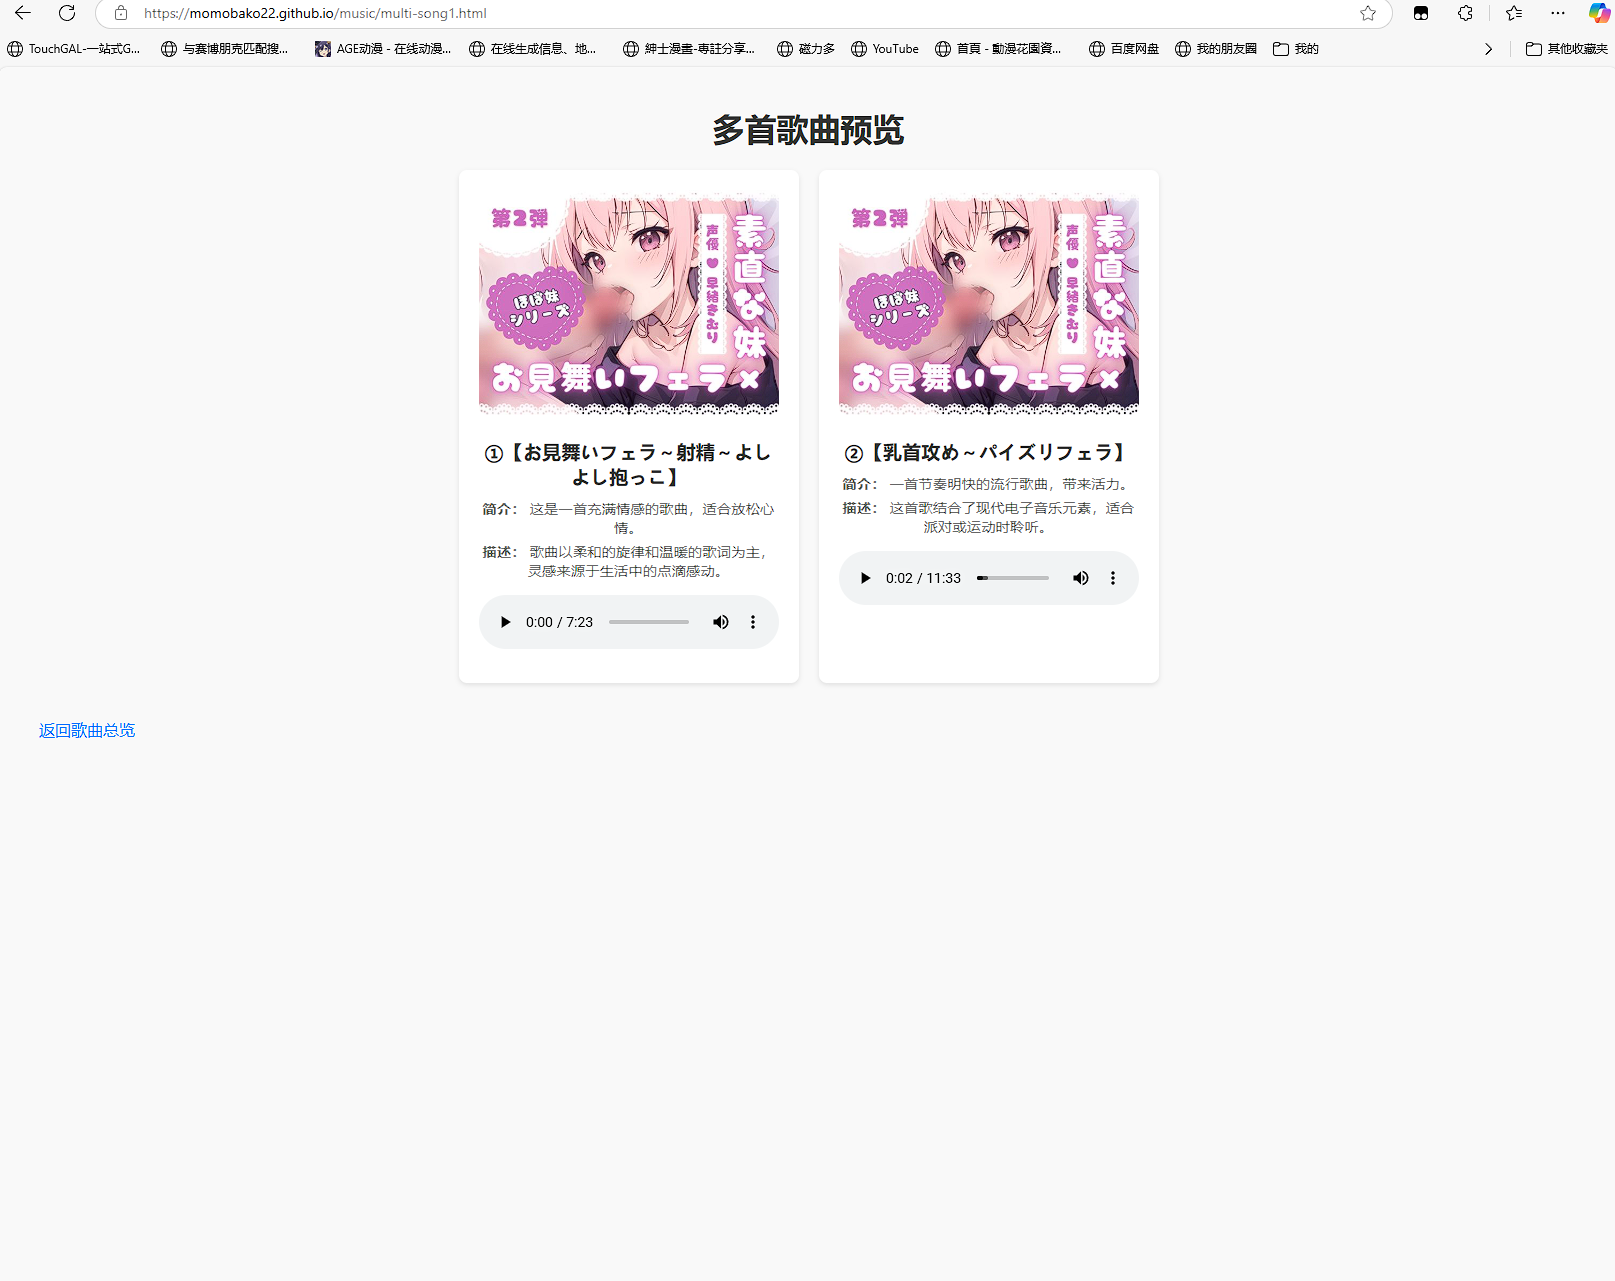 https://momobako22.github.io/music/multi-song1.html
TouchGAL-一站式G...
与赛博朋克匹配搜...
AGE动漫 - 在线动漫...
在线生成信息、地...
紳士漫畫-專註分享...
磁力多
YouTube
首頁 - 動漫花園資...
百度网盘
我的朋友圈
我的
其他收藏夹
多首歌曲预览
第2弾
ほぼ妹
シリーズ
声優♥早緒きむり
素直な妹
お見舞いフェラ×
①【お見舞いフェラ～射精～よし
よし抱っこ】
简介： 这是一首充满情感的歌曲，适合放松心
情。
描述： 歌曲以柔和的旋律和温暖的歌词为主，
灵感来源于生活中的点滴感动。
0:00 / 7:23
第2弾
ほぼ妹
シリーズ
声優♥早緒きむり
素直な妹
お見舞いフェラ×
②【乳首攻め～パイズリフェラ】
简介： 一首节奏明快的流行歌曲，带来活力。
描述： 这首歌结合了现代电子音乐元素，适合
派对或运动时聆听。
0:02 / 11:33
返回歌曲总览